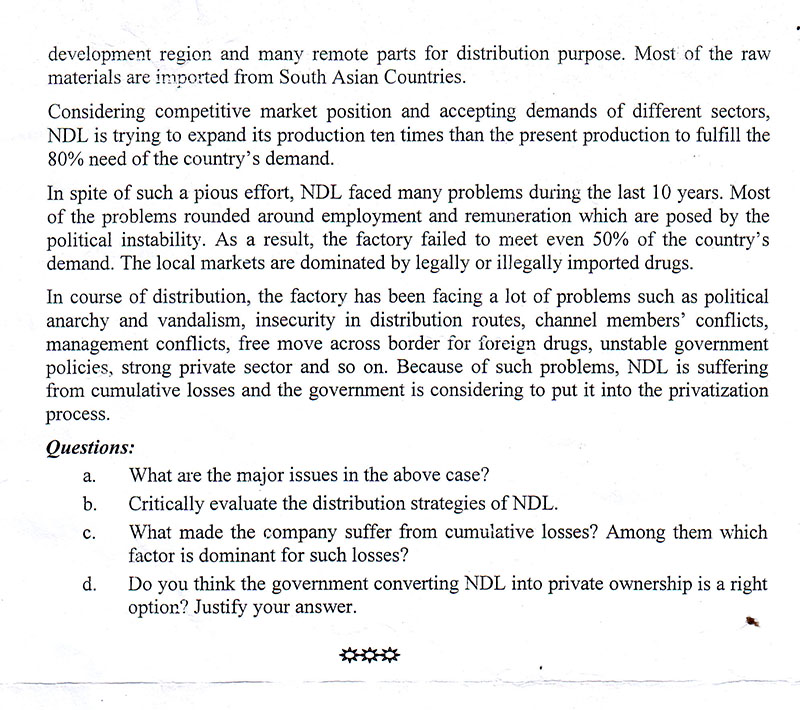 development region and many remote parts for distribution purpose. Most of the raw
materials are imported from South Asian Countries.
Considering competitive market position and accepting demands of different sectors,
NDL is trying to expand its production ten times than the present production to fulfill the
80% need of the country's demand.
In spite of such a pious effort, NDL faced many problems during the last 10 years. Most
of the problems rounded around employment and remuneration which are posed by the
political instability. As a result, the factory failed to meet even 50% of the country's
demand. The local markets are dominated by legally or illegally imported drugs.
In course of distribution, the factory has been facing a lot of problems such as political
anarchy and vandalism, insecurity in distribution routes, channel members' conflicts,
management conflicts, free move across border for foreign drugs, unstable government
policies, strong private sector and so on. Because of such problems, NDL is suffering
from cumulative losses and the government is considering to put it into the privatization
process.
Questions:
a. What are the major issues in the above case?
b. Critically evaluate the distribution strategies of NDL.
c. What made the company suffer from cumulative losses? Among them which
factor is dominant for such losses?
d. Do you think the government converting NDL into private ownership is a right
option? Justify your answer.